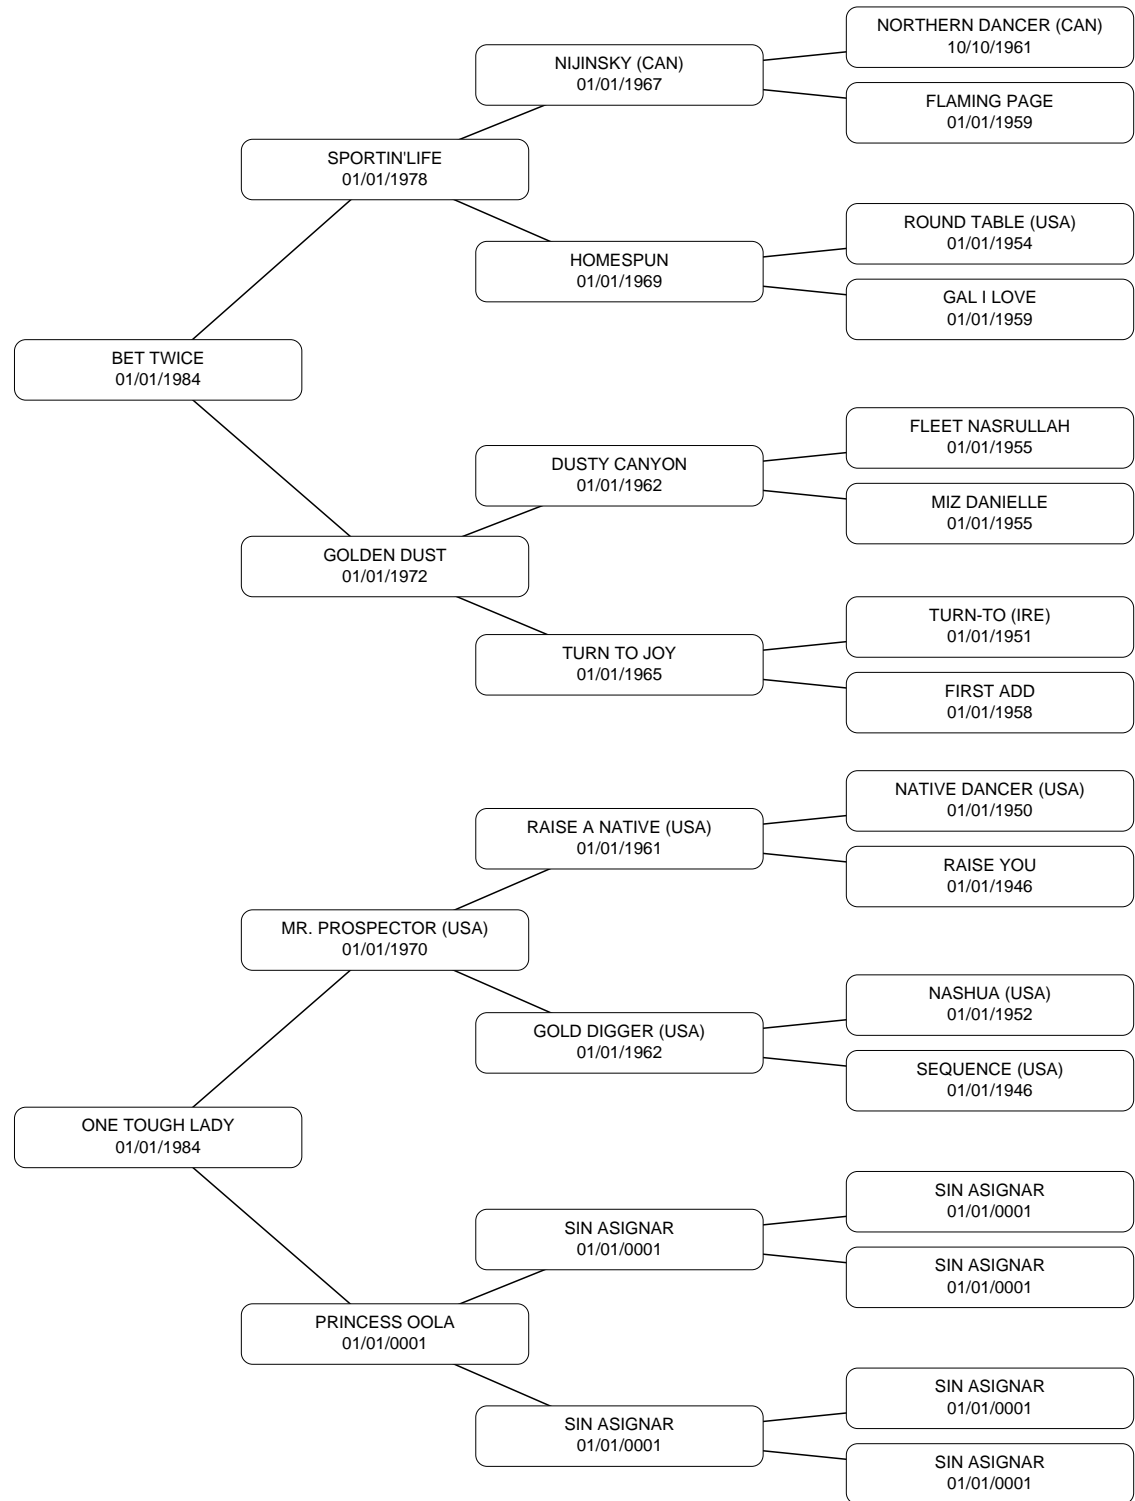 NORTHERN DANCER (CAN)
10/10/1961
NIJINSKY (CAN)
01/01/1967
FLAMING PAGE
01/01/1959
SPORTIN'LIFE
01/01/1978
ROUND TABLE (USA)
01/01/1954
HOMESPUN
01/01/1969
GAL I LOVE
01/01/1959
BET TWICE
01/01/1984
FLEET NASRULLAH
01/01/1955
DUSTY CANYON
01/01/1962
MIZ DANIELLE
01/01/1955
GOLDEN DUST
01/01/1972
TURN-TO (IRE)
01/01/1951
TURN TO JOY
01/01/1965
FIRST ADD
01/01/1958
NATIVE DANCER (USA)
01/01/1950
RAISE A NATIVE (USA)
01/01/1961
RAISE YOU
01/01/1946
MR. PROSPECTOR (USA)
01/01/1970
NASHUA (USA)
01/01/1952
GOLD DIGGER (USA)
01/01/1962
SEQUENCE (USA)
01/01/1946
ONE TOUGH LADY
01/01/1984
SIN ASIGNAR
01/01/0001
SIN ASIGNAR
01/01/0001
SIN ASIGNAR
01/01/0001
PRINCESS OOLA
01/01/0001
SIN ASIGNAR
01/01/0001
SIN ASIGNAR
01/01/0001
SIN ASIGNAR
01/01/0001